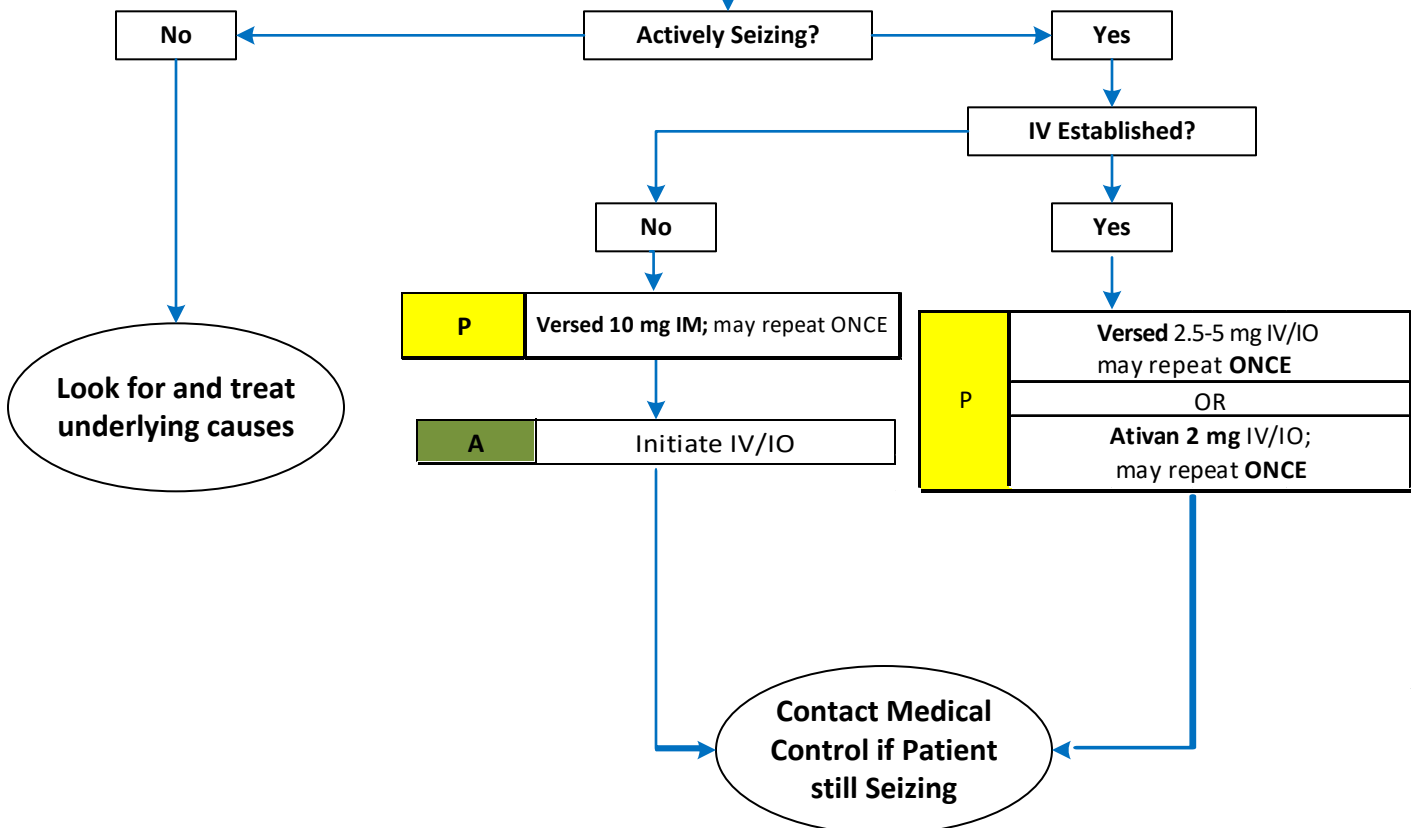 No
Actively Seizing?
Yes
IV Established?
No
Yes
P
Versed 10 mg IM; may repeat ONCE
A
Initiate IV/IO
P
Versed 2.5-5 mg IV/IO
may repeat ONCE
OR
Ativan 2 mg IV/IO;
may repeat ONCE
Look for and treat
underlying causes
Contact Medical
Control if Patient
still Seizing